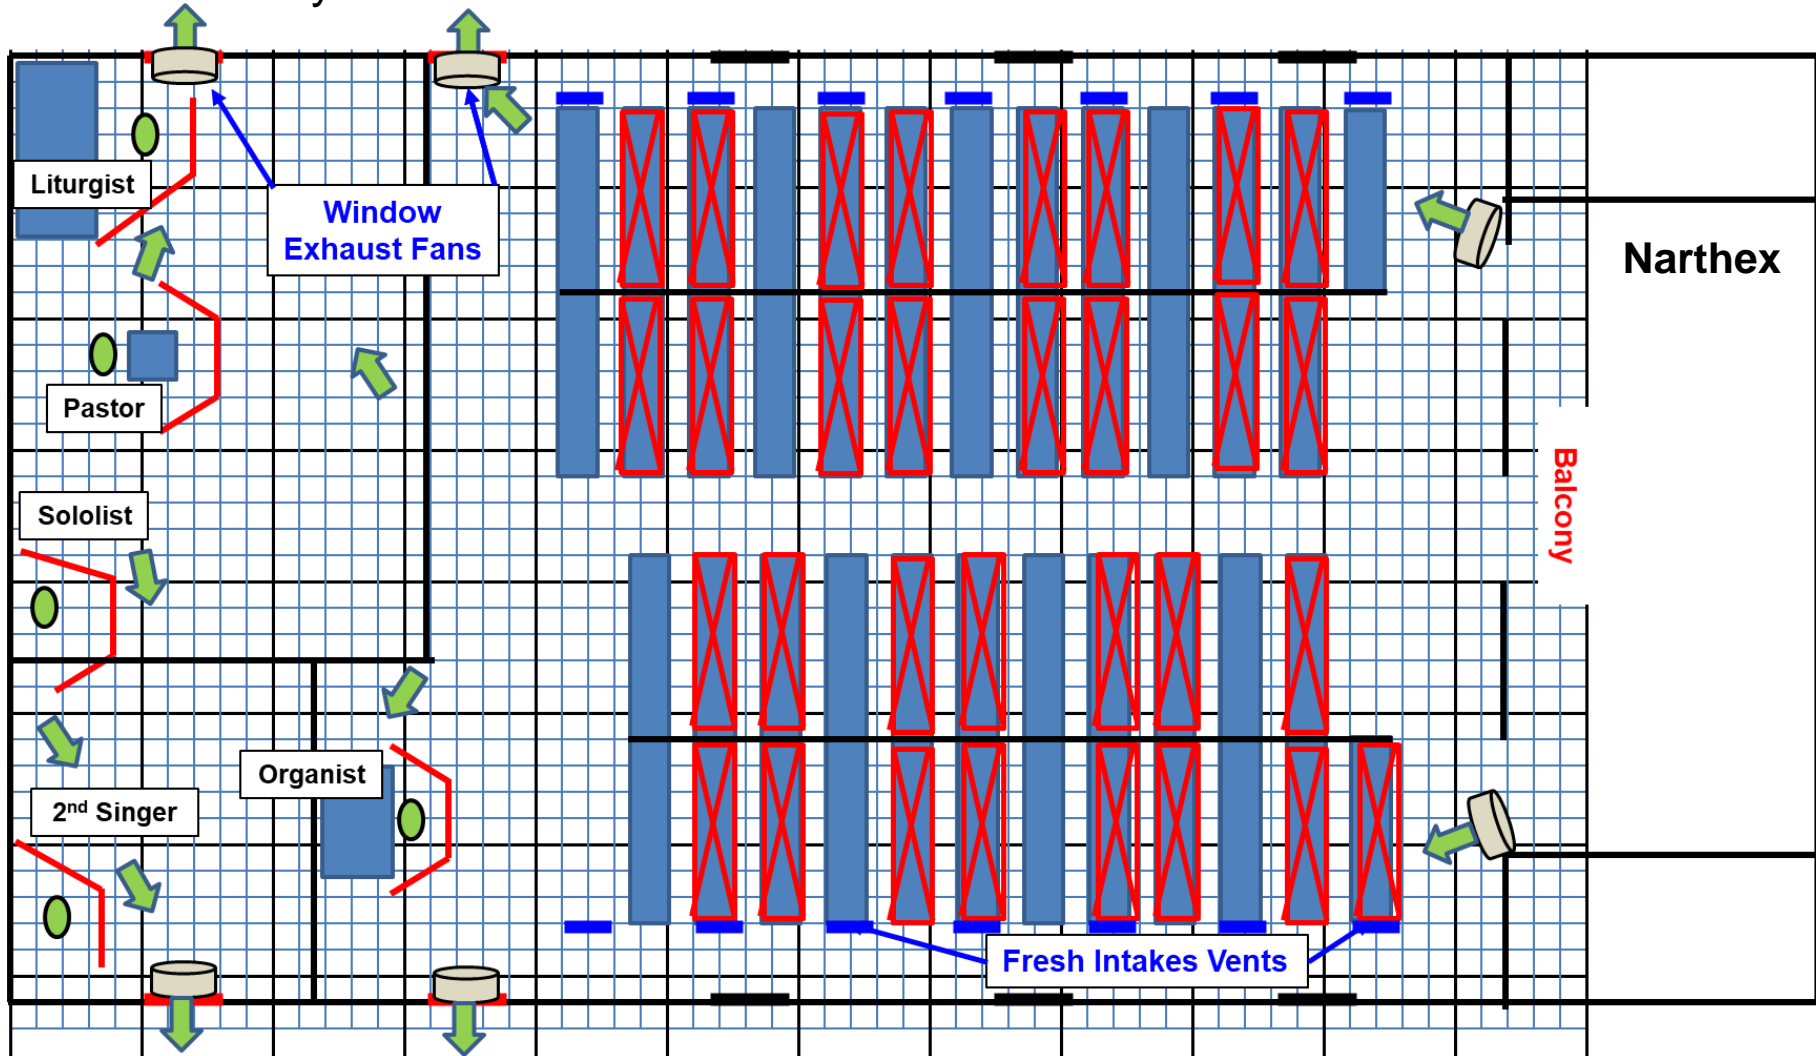 Liturgist
Window
Exhaust Fans
Narthex
Pastor
Balcony
Sololist
Organist
2nd Singer
Fresh Intakes Vents